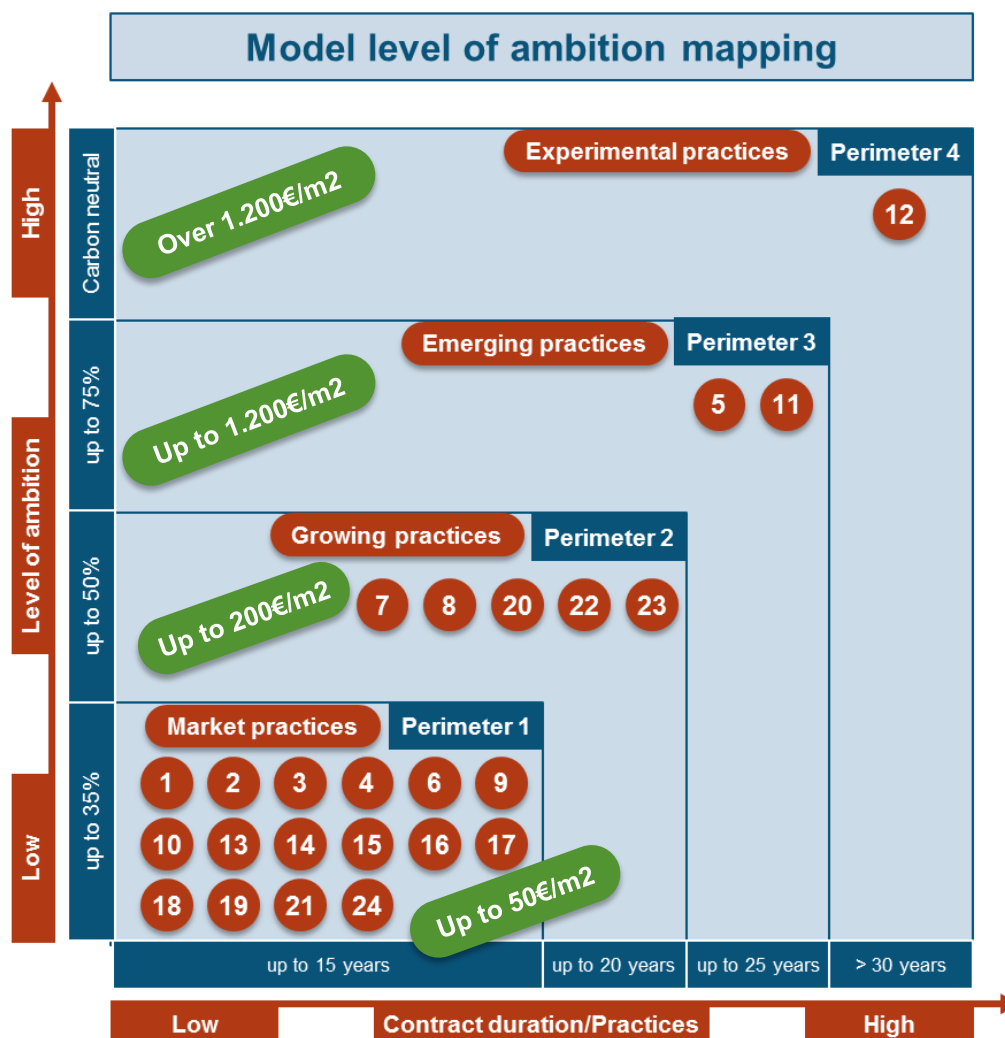 Model level of ambition mapping
High
Level of ambition
Low
Carbon neutral
up to 75%
up to 50%
up to 35%
Experimental practices
Perimeter 4
Over 1.200€/m2
12
Emerging practices
Perimeter 3
Up to 1.200€/m2
5 11
Growing practices
Perimeter 2
Up to 200€/m2
7 8 20 22 23
Market practices
Perimeter 1
1 2 3 4 6 9
10 13 14 15 16 17
18 19 21 24
Up to 50€/m2
up to 15 years
up to 20 years
up to 25 years
> 30 years
Low
Contract duration/Practices
High